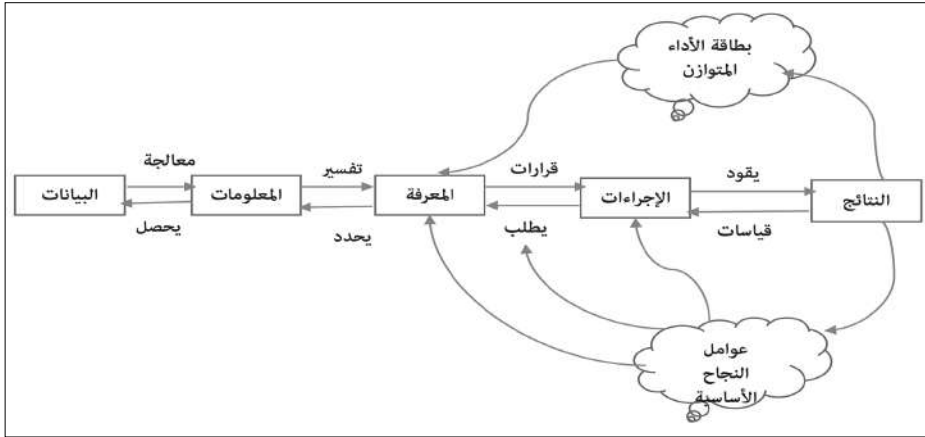 بطاقة الأداء
المتوازن
معالجة
تفسير
قرارات
يقود
البيانات
المعلومات
المعرفة
الإجراءات
النتائج
يحصل
يحدد
يطلب
قياسات
عوامل
النجاح
الأساسية